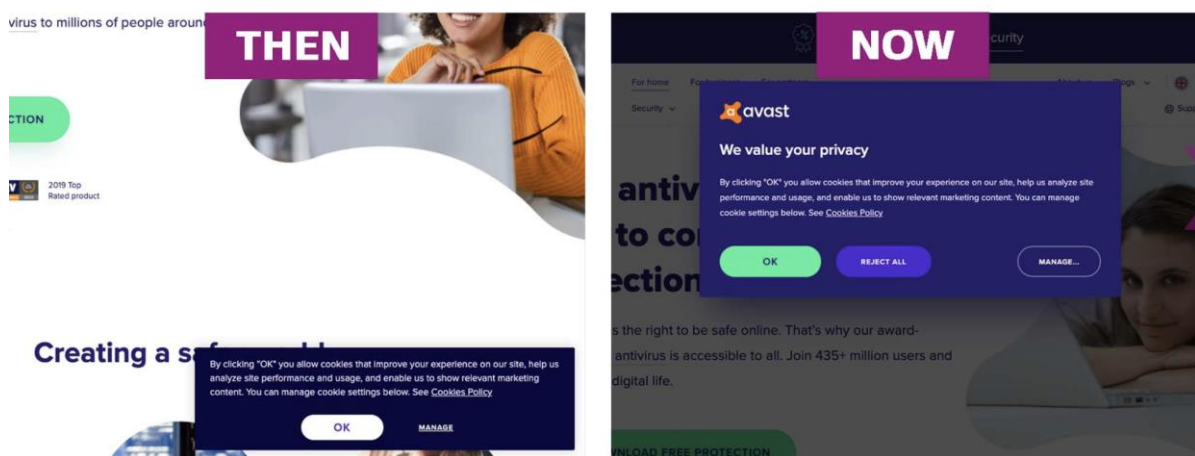 virus to millions of people around
THEN
CTION
2019 Top
Rated product
Creating a
By clicking "OK" you allow cookies that improve your experience on our site, help us
analyze site performance and usage, and enable us to show relevant marketing
content. You can manage cookie settings below. See Cookies Policy
OK MANAGE
NOW
curity
For home
Security
avast
We value your privacy
By clicking "OK" you allow cookies that improve your experience on our site, help us analyze site
performance and usage, and enable us to show relevant marketing content. You can manage
cookie settings below. See Cookies Policy
OK REJECT ALL MANAGE...
antiv
to co
ection
s the right to be safe online. That's why our award-
antivirus is accessible to all. Join 435+ million users and
digital life.
NLOAD FREE PROTECTION